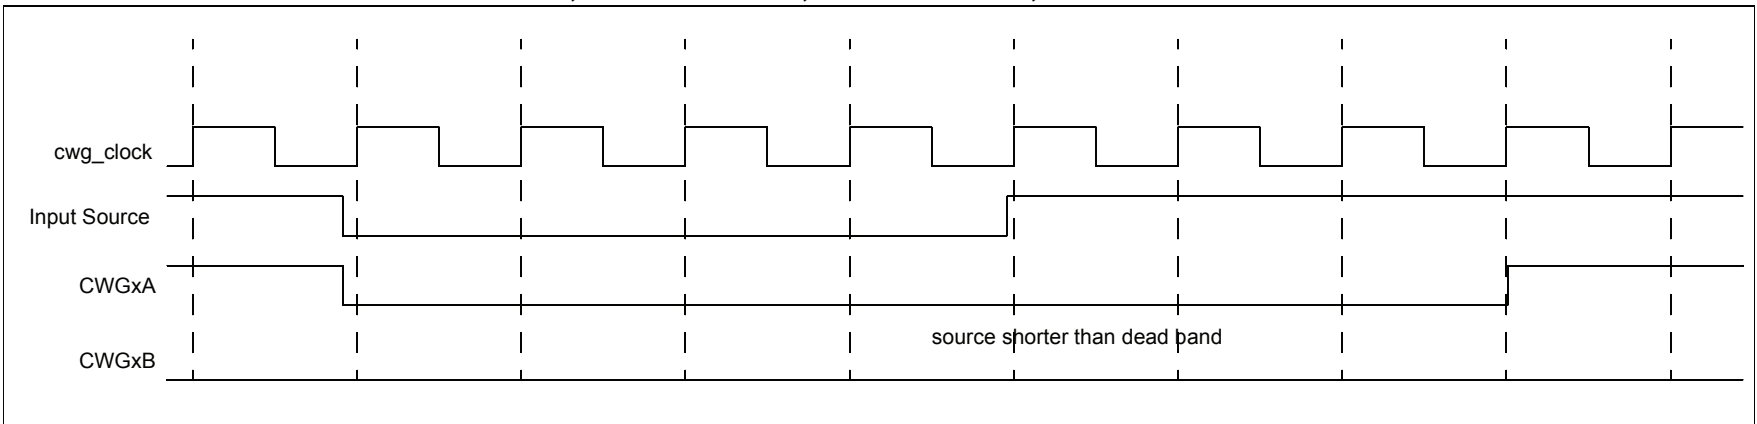 cwg_clock
Input Source
CWGxA
source shorter than dead band
CWGxB